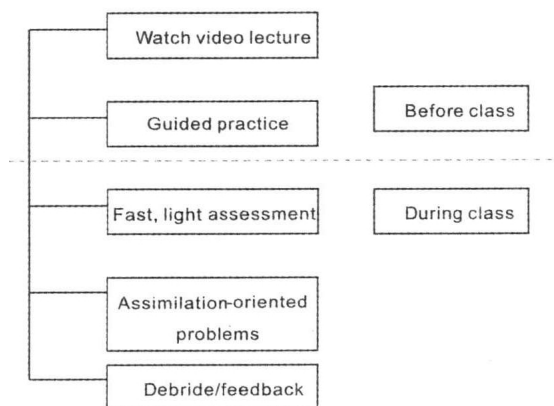 Watch video lecture
Guided practice
Before class
Fast, light assessment
During class
Assimilation-oriented
problems
Debride/feedback